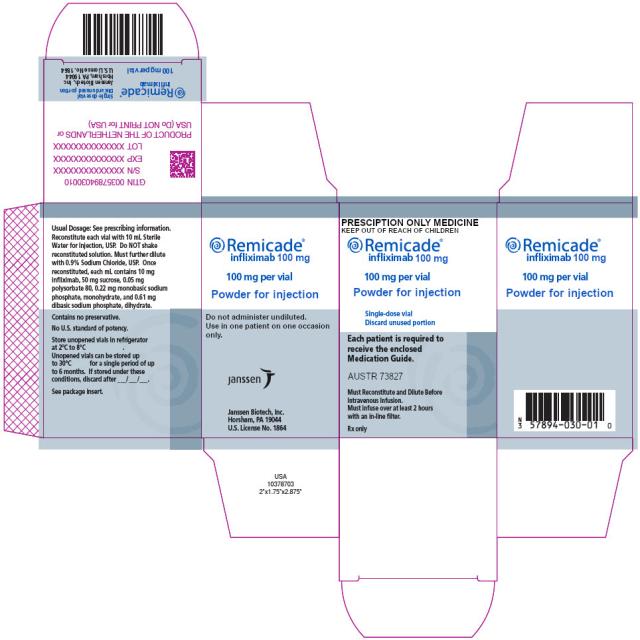 Remicade®
infliximab
100 mg per vial
Single-dose vial
Discard unused portion
Janssen Biotech, Inc.
Horsham, PA 19044
U.S. License No. 1864
GTIN 00357894030010
S/N XXXXXXXXXXXXXXX
EXP XXXXXXXXXXXXXXX
LOT XXXXXXXXXXXXXXX
PRODUCT OF THE NETHERLANDS or
USA (Do NOT PRINT for USA)
Usual Dosage: See prescribing information.
Reconstitute each vial with 10 mL Sterile
Water for Injection, USP. Do NOT shake
reconstituted solution. Must further dilute
with 0.9% Sodium Chloride, USP. Once
reconstituted, each mL contains 10 mg
infliximab, 50 mg sucrose, 0.05 mg
polysorbate 80, 0.22 mg monobasic sodium
phosphate, monohydrate, and 0.61 mg
dibasic sodium phosphate, dihydrate.
Contains no preservative.
No U.S. standard of potency.
Store unopened vials in refrigerator
at 2°C to 8°C .
Unopened vials can be stored up
to 30°C for a single period of up
to 6 months. If stored under these
conditions, discard after __/__/__.
See package insert.
Remicade®
infliximab 100 mg
100 mg per vial
Powder for injection
Do not administer undiluted.
Use in one patient on one occasion
only.
janssen
Janssen Biotech, Inc.
Horsham, PA 19044
U.S. License No. 1864
USA
10378703
2"x1.75"x2.875"
PRESCIPTION ONLY MEDICINE
KEEP OUT OF REACH OF CHILDREN
Remicade®
infliximab 100 mg
100 mg per vial
Powder for injection
Single-dose vial
Discard unused portion
Each patient is required to
receive the enclosed
Medication Guide.
AUSTR 73827
Must Reconstitute and Dilute Before
Intravenous Infusion.
Must infuse over at least 2 hours
with an in-line filter.
Rx only
Remicade®
infliximab 100 mg
100 mg per vial
Powder for injection
N
3 57894-030-01 0